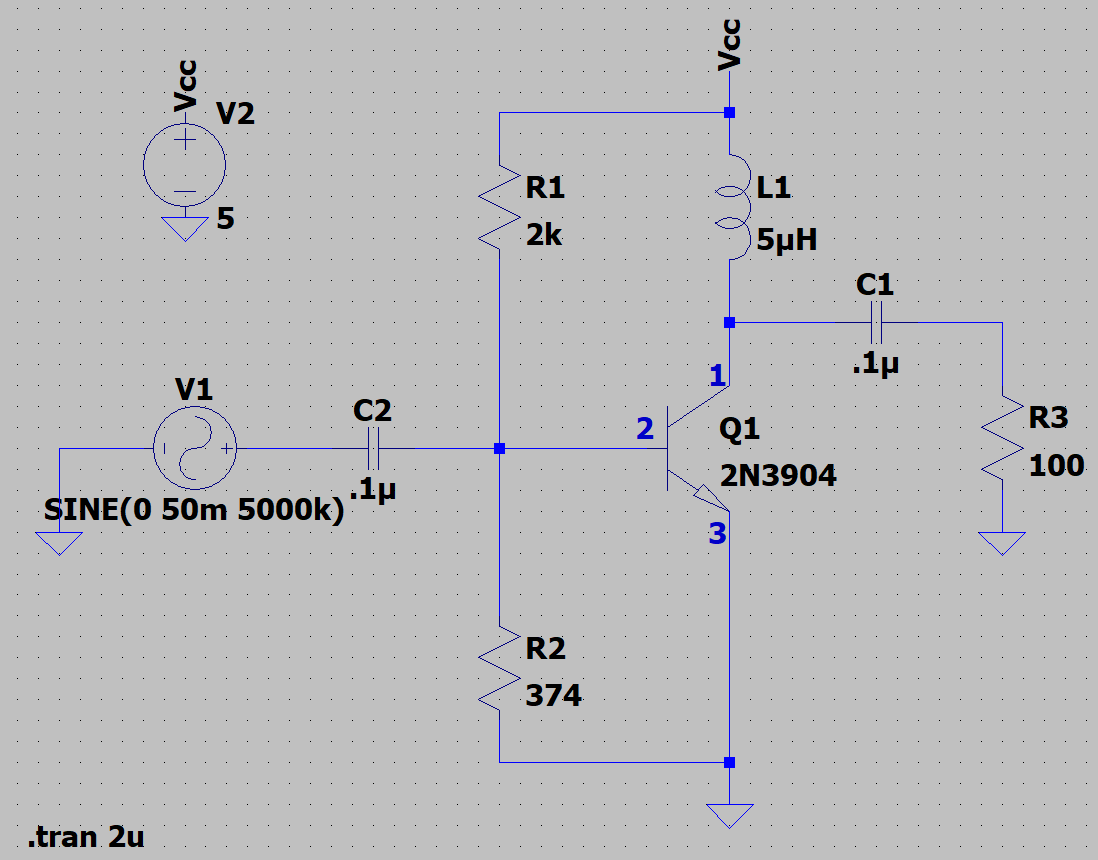 Vcc
Vcc
V2
5
R1
2k
L1
5µH
C1
.1µ
V1
SINE(0 50m 5000k)
C2
.1µ
1
2
3
Q1
2N3904
R3
100
R2
374
.tran 2u